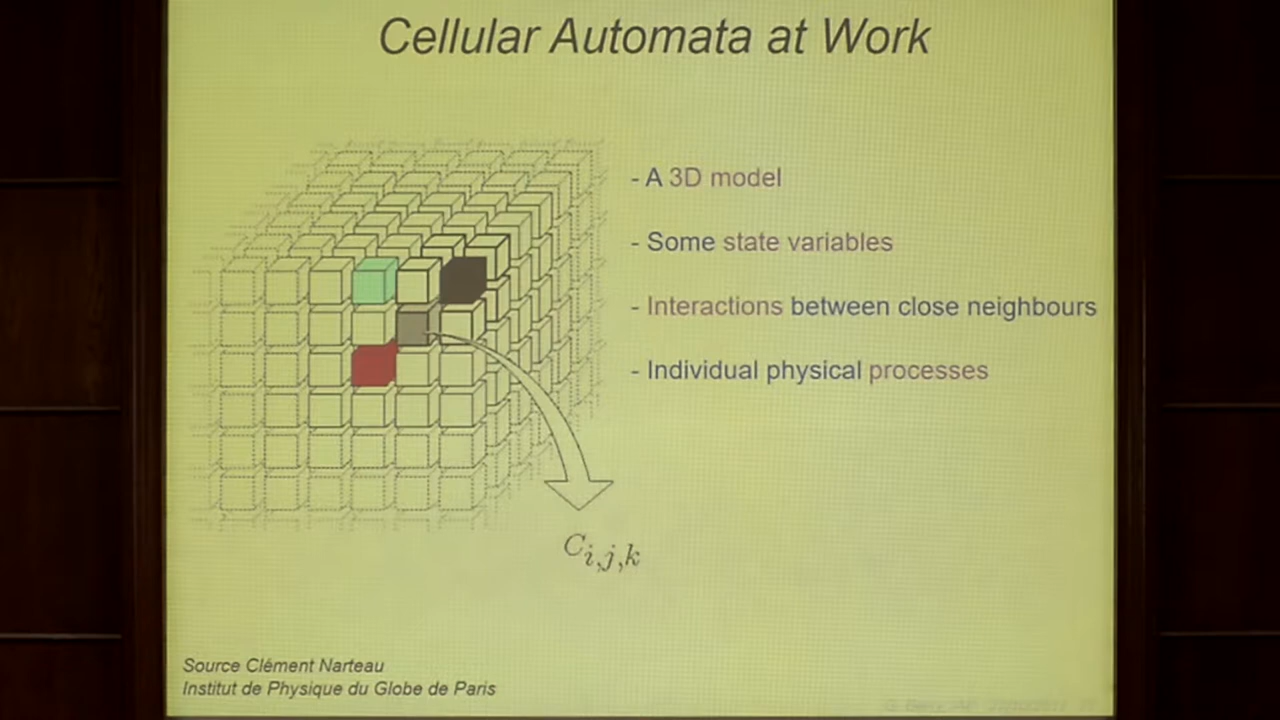 Cellular Automata at Work
- A 3D model
- Some state variables
- Interactions between close neighbours
- Individual physical processes
C i,j,k
Source Clément Narteau
Institut de Physique du Globe de Paris